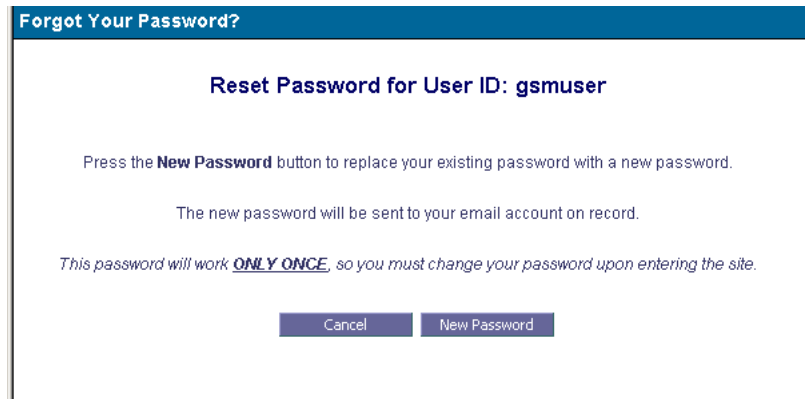 Forgot Your Password?
Reset Password for User ID: gsmuser
Press the New Password button to replace your existing password with a new password.
The new password will be sent to your email account on record.
This password will work ONLY ONCE, so you must change your password upon entering the site.
Cancel New Password